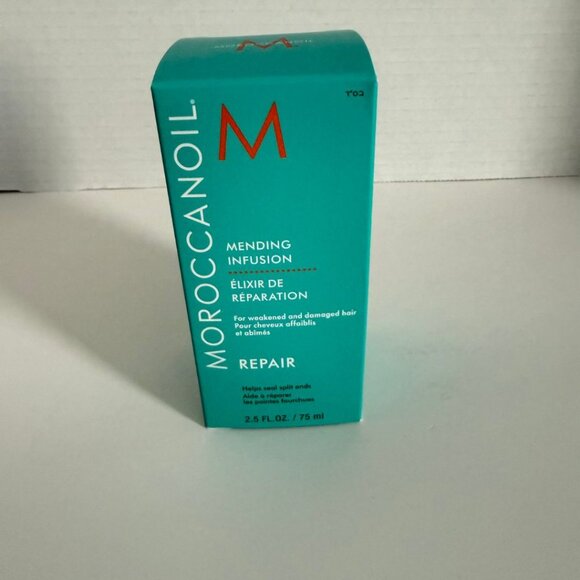 M
בס"ד
MOROCCANOIL®
M
MENDING
INFUSION
ÉLIXIR DE
RÉPARATION
For weakened and damaged hair
Pour cheveux affaiblis
et abîmés
REPAIR
Helps seal split ends
Aide à réparer
les pointes fourchues
2.5 FL.OZ. / 75 ml